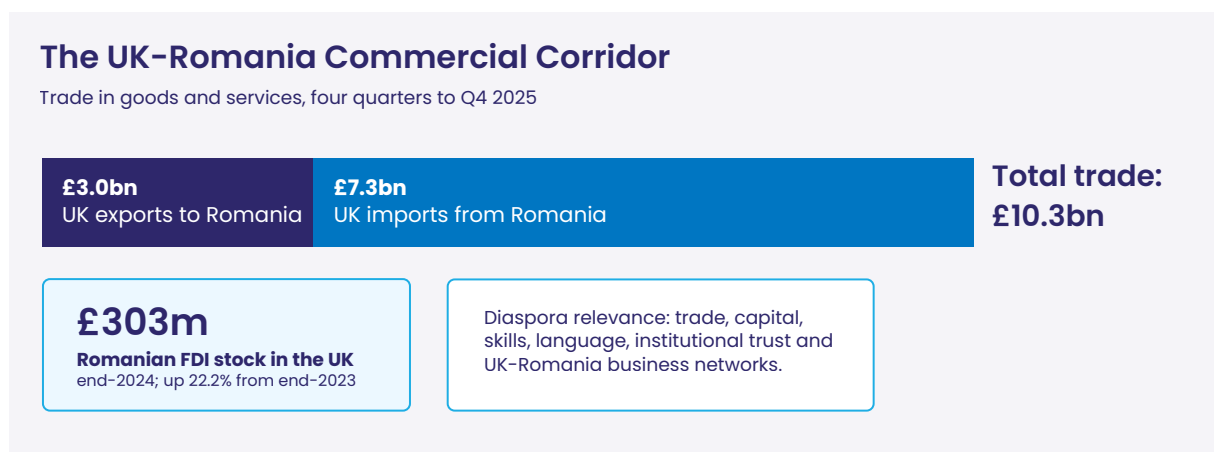 The UK-Romania Commercial Corridor
Trade in goods and services, four quarters to Q4 2025
£3.0bn
UK exports to Romania
£7.3bn
UK imports from Romania
Total trade:
£10.3bn
£303m
Romanian FDI stock in the UK
end-2024; up 22.2% from end-2023
Diaspora relevance: trade, capital,
skills, language, institutional trust and
UK-Romania business networks.